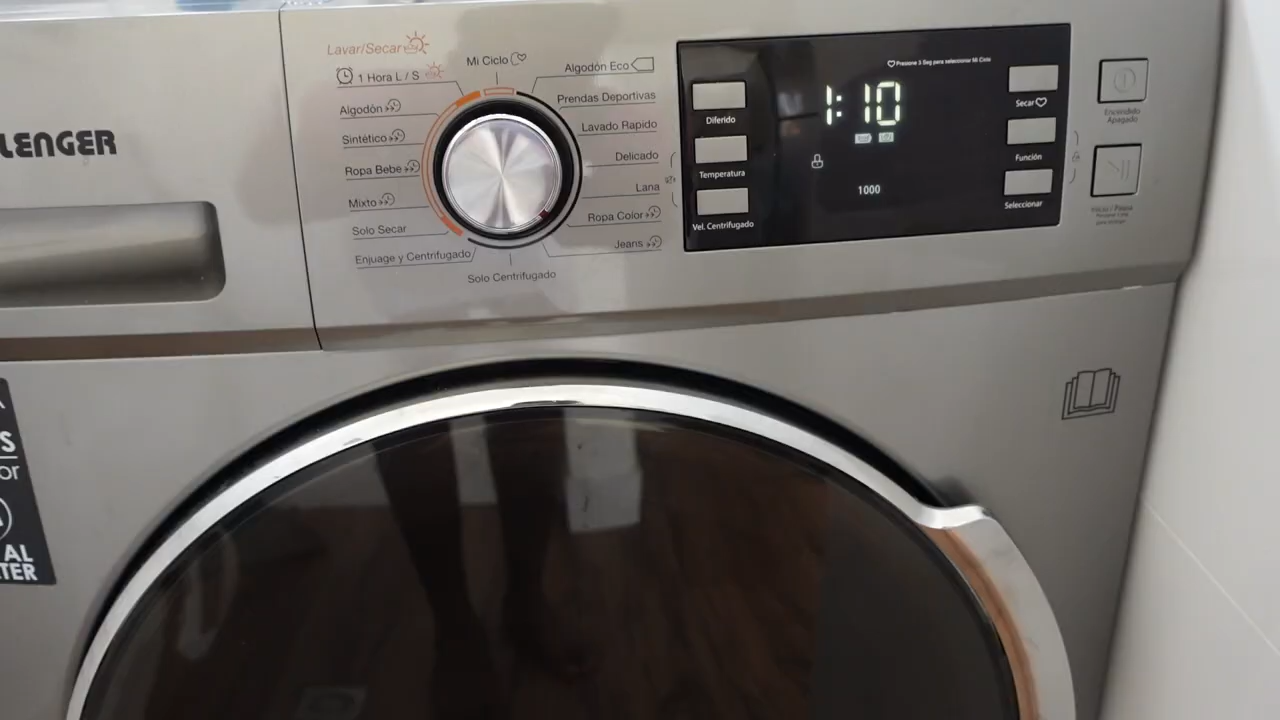 LENGER
Lavar/Secar
1 Hora L / S
Algodón
Sintético
Ropa Bebé
Mixto
Solo Secar
Enjuage y Centrifugado
Mi Ciclo
Solo Centrifugado
Algodón Eco
Prendas Deportivas
Lavado Rapido
Delicado
Lana
Ropa Color
Jeans
Presione 3 Seg para seleccionar Mi Ciclo
Diferido
Temperatura
Vel. Centrifugado
1:10
1000
Secar
Función
Seleccionar
Encendido
Apagado
Inicio / Pausa
S
or
AL
TER